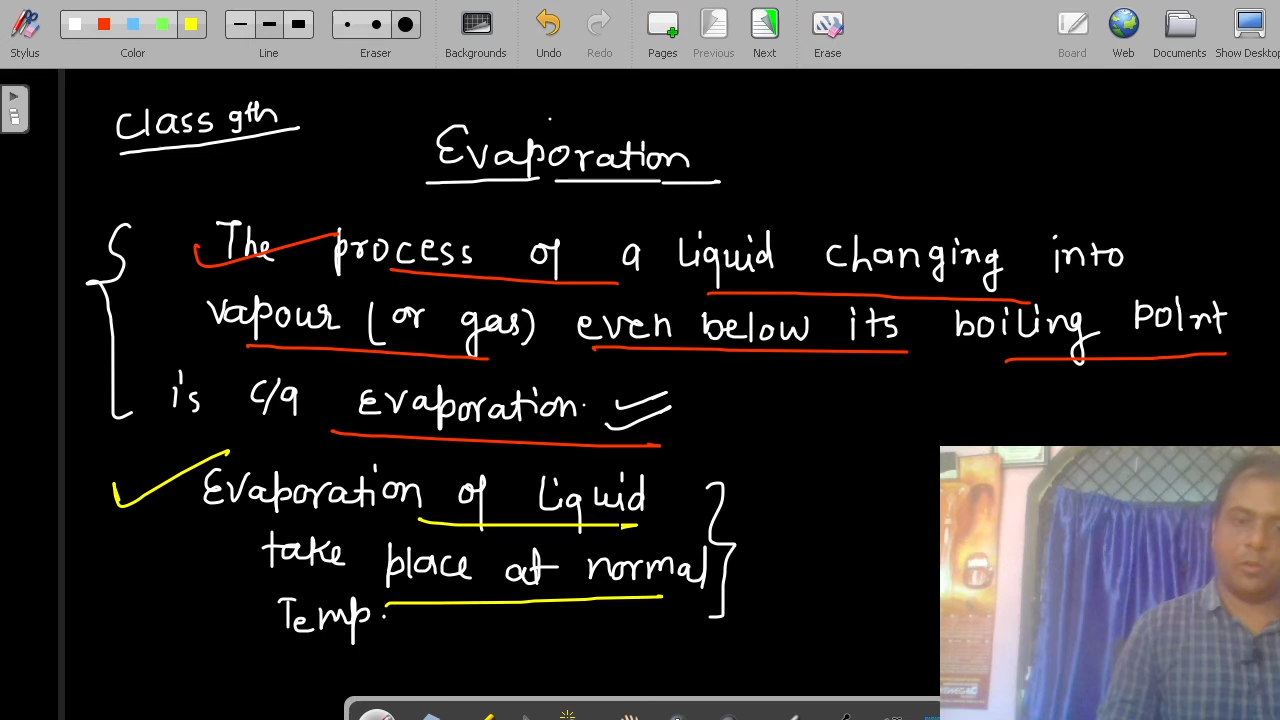 Stylus
Color
Line
Eraser
Backgrounds
Undo
Redo
Pages
Previous
Next
Erase
Board
Web
Documents
Show Desktop
Class 9th
Evaporation
The process of a liquid changing into
vapour (or gas) even below its boiling point
is c/a Evaporation.
Evaporation of Liquid
take place at normal
Temp.